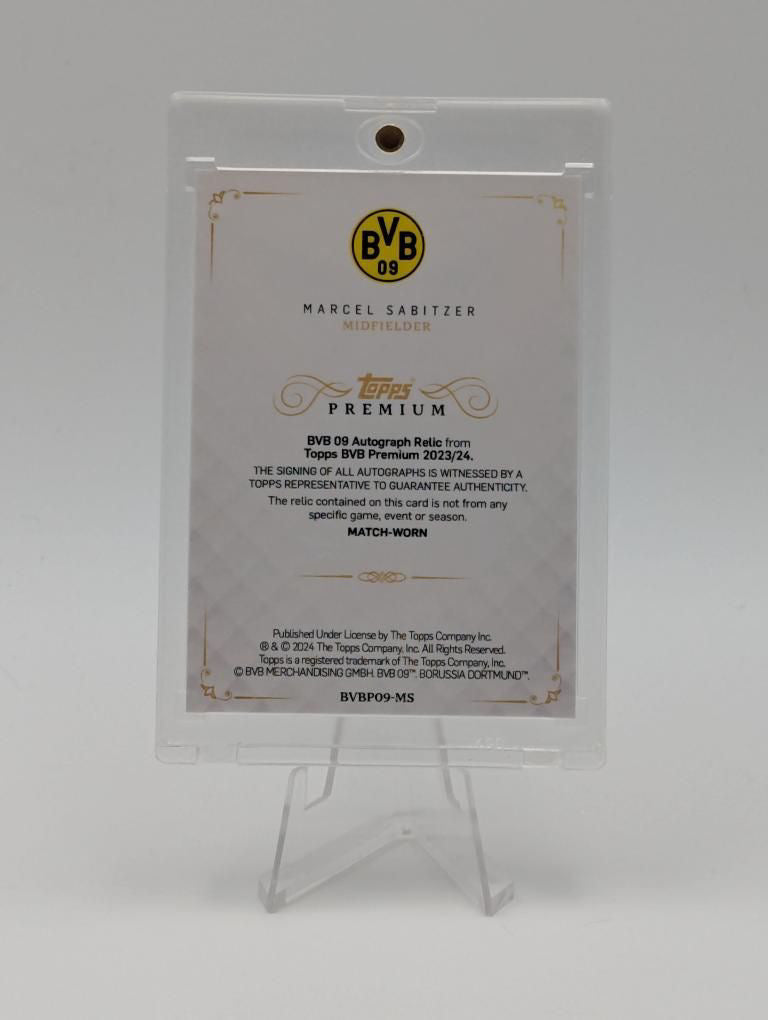 BVB
09
MARCEL SABITZER
MIDFIELDER
topps®
PREMIUM
BVB 09 Autograph Relic from
Topps BVB Premium 2023/24.
THE SIGNING OF ALL AUTOGRAPHS IS WITNESSED BY A
TOPPS REPRESENTATIVE TO GUARANTEE AUTHENTICITY.
The relic contained on this card is not from any
specific game, event or season.
MATCH-WORN
Published Under License by The Topps Company Inc.
® & © 2024 The Topps Company, Inc. All Rights Reserved.
Topps is a registered trademark of The Topps Company, Inc.
© BVB MERCHANDISING GMBH. BVB 09™. BORUSSIA DORTMUND™.
BVBP09-MS